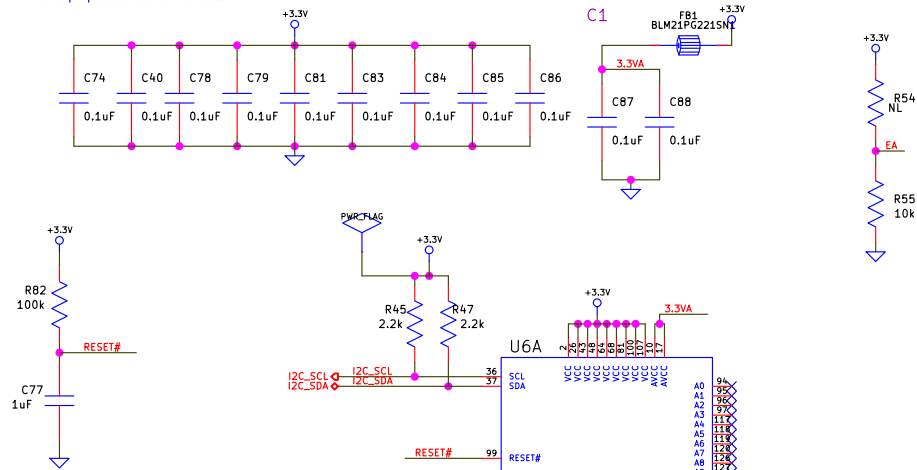 +3.3V
C1
FB1
BLM21PG221SN1
+3.3V
+3.3V
C74
C40
C78
C79
C81
C83
C84
C85
C86
0.1uF
0.1uF
0.1uF
0.1uF
0.1uF
0.1uF
0.1uF
0.1uF
0.1uF
3.3VA
C87
C88
0.1uF
0.1uF
R54
NL
EA
R55
10k
+3.3V
R82
100k
RESET#
C77
1uF
PWR_FLAG
+3.3V
R45
2.2k
R47
2.2k
I2C_SCL
I2C_SCL
I2C_SDA
I2C_SDA
36
37
SCL
SDA
RESET#
99
RESET#
U6A
+3.3V
3.3VA
2
26
43
48
64
68
81
100
107
10
17
VCC
VCC
VCC
VCC
VCC
VCC
VCC
VCC
VCC
AVCC
AVCC
A0
94
A1
95
A2
96
A3
97
A4
117
A5
118
A6
119
A7
120
A8
126
127